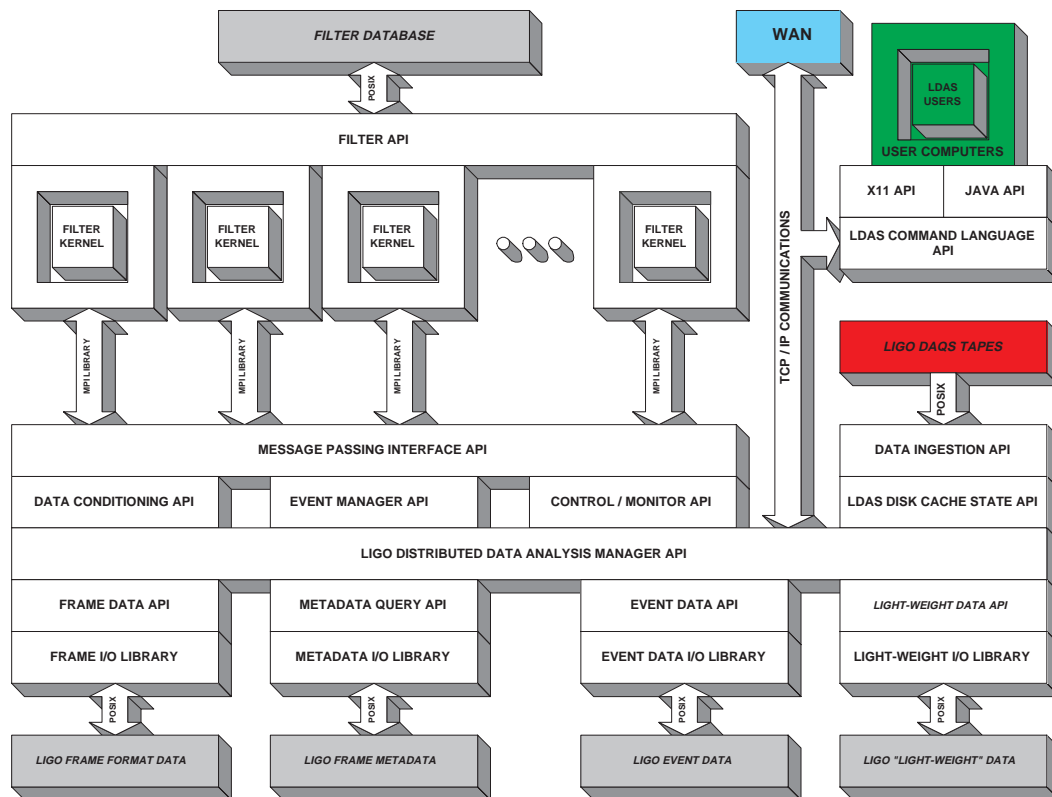 FILTER DATABASE
WAN
LDAS
USERS
USER COMPUTERS
POSIX
FILTER API
X11 API
JAVA API
FILTER
KERNEL
FILTER
KERNEL
FILTER
KERNEL
FILTER
KERNEL
LDAS COMMAND LANGUAGE
API
TCP / IP COMMUNICATIONS
MPI LIBRARY
MPI LIBRARY
MPI LIBRARY
MPI LIBRARY
LIGO DAQS TAPES
POSIX
MESSAGE PASSING INTERFACE API
DATA INGESTION API
DATA CONDITIONING API
EVENT MANAGER API
CONTROL / MONITOR API
LDAS DISK CACHE STATE API
LIGO DISTRIBUTED DATA ANALYSIS MANAGER API
FRAME DATA API
METADATA QUERY API
EVENT DATA API
LIGHT-WEIGHT DATA API
FRAME I/O LIBRARY
METADATA I/O LIBRARY
EVENT DATA I/O LIBRARY
LIGHT-WEIGHT I/O LIBRARY
POSIX
POSIX
POSIX
POSIX
LIGO FRAME FORMAT DATA
LIGO FRAME METADATA
LIGO EVENT DATA
LIGO "LIGHT-WEIGHT" DATA